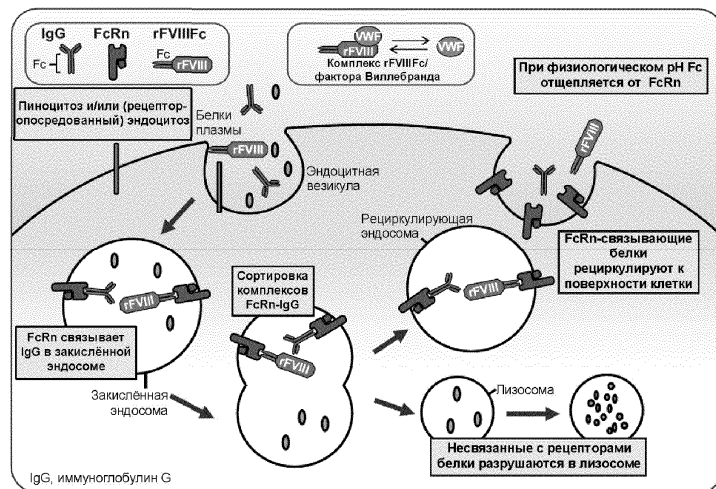 IgG
FcRn
rFVIIIFc
Fc
Fc
rFVIII
VWF
rFVIII
VWF
Комплекс rFVIIIFc/
фактора Виллебранда
При физиологическом pH Fc
отщепляется от FcRn
Пиноцитоз и/или (рецептор-
опосредованный) эндоцитоз
Белки
плазмы
rFVIII
Эндоцитная
везикула
rFVIII
Рециркулирующая
эндосома
FcRn-связывающие
белки
рециркулируют к
поверхности клетки
Сортировка
комплексов
FcRn-IgG
rFVIII
rFVIII
rFVIII
FcRn связывает
IgG в закислённой
эндосоме
Закислённая
эндосома
Лизосома
Несвязанные с рецепторами
белки разрушаются в лизосоме
IgG, иммуноглобулин G